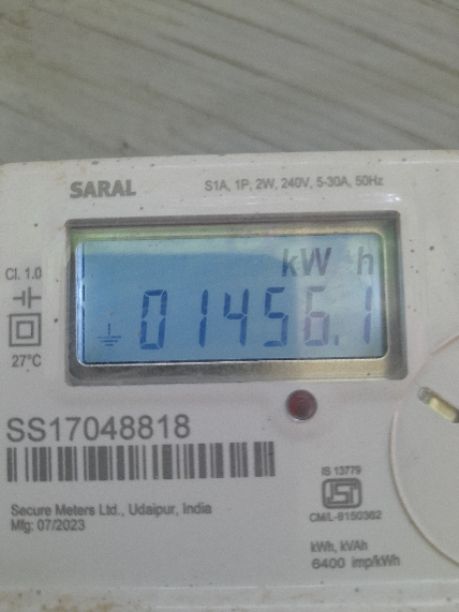 SARAL
S1A, 1P, 2W, 240V, 5-30A, 50Hz
kW h
01456.1
Cl. 1.0
27°C
SS17048818
Secure Meters Ltd., Udaipur, India
Mfg: 07/2023
IS 13779
ISI
CM/L-8150362
kWh, kVAh
6400 imp/kWh